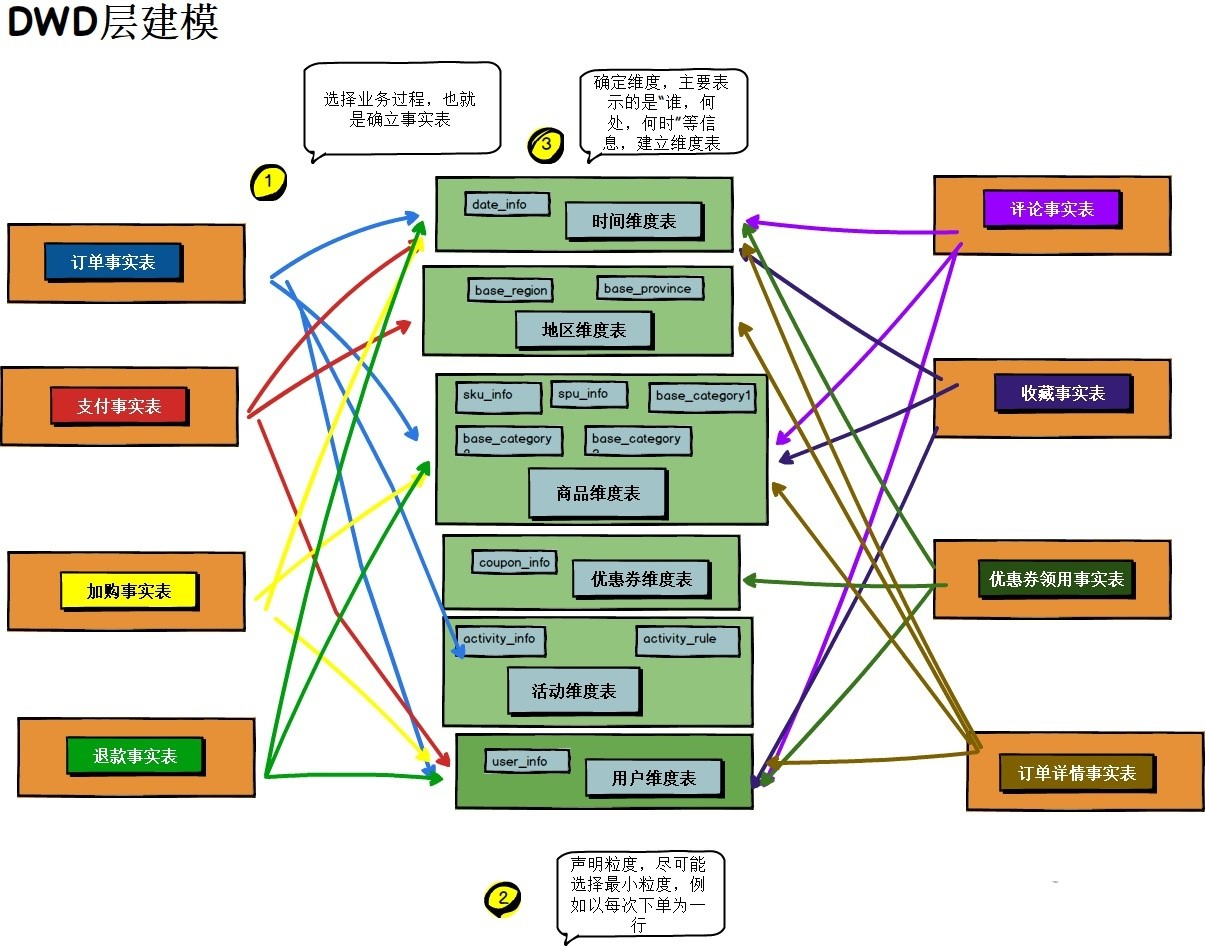 DWD层建模
选择业务过程，也就
是确立事实表
确定维度，主要表
示的是“谁，何
处，何时”等信
息，建立维度表
3
1
date_info
时间维度表
base_region
base_province
地区维度表
sku_info
spu_info
base_category1
base_category
base_category
商品维度表
coupon_info
优惠券维度表
activity_info
activity_rule
活动维度表
user_info
用户维度表
订单事实表
支付事实表
加购事实表
退款事实表
评论事实表
收藏事实表
优惠券领用事实表
订单详情事实表
2
声明粒度，尽可能
选择最小粒度，例
如以每次下单为一
行